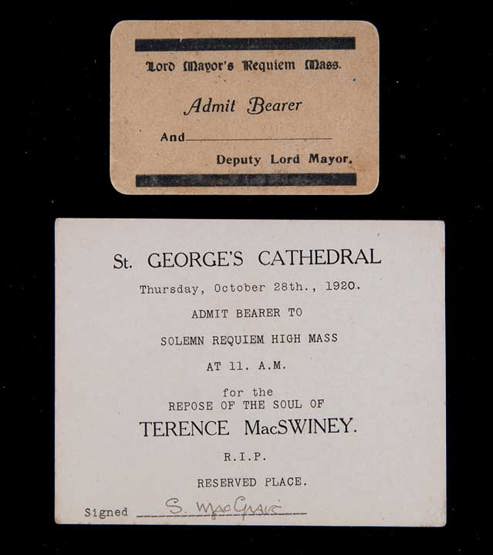 Lord Mayor's Requiem Mass.
Admit Bearer
And
Deputy Lord Mayor.
St. GEORGE'S CATHEDRAL
Thursday, October 28th., 1920.
ADMIT BEARER TO
SOLEMN REQUIEM HIGH MASS
AT 11. A.M.
for the
REPOSE OF THE SOUL OF
TERENCE MacSWINEY.
R.I.P.
RESERVED PLACE.
Signed S.